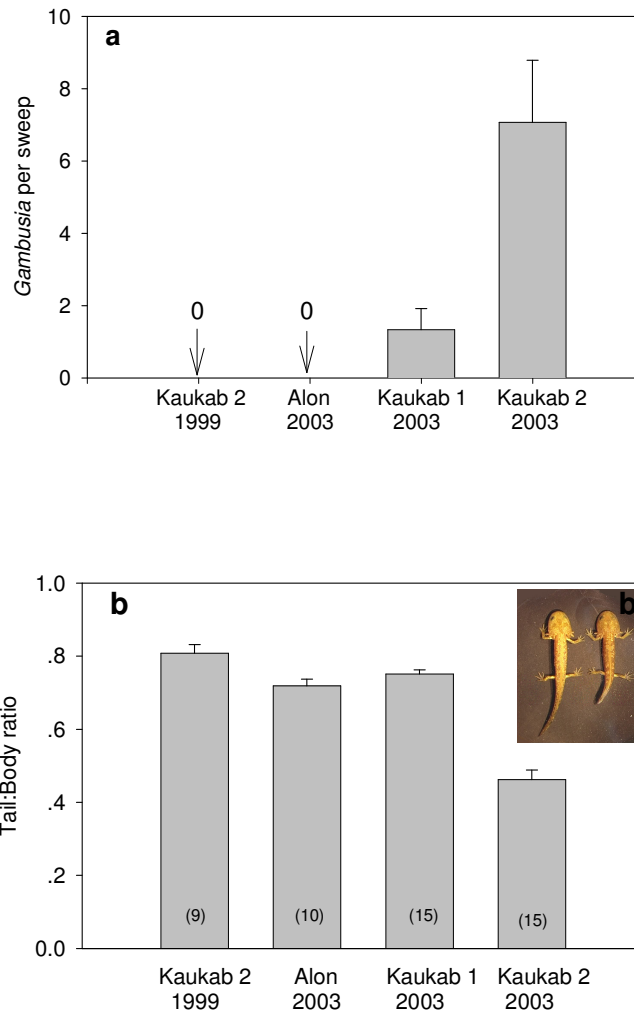 a
10
8
6
4
2
0
Gambusia per sweep
0
0
Kaukab 2
1999
Alon
2003
Kaukab 1
2003
Kaukab 2
2003
b
b
1.0
.8
.6
.4
.2
0.0
Tail:Body ratio
(9)
(10)
(15)
(15)
Kaukab 2
1999
Alon
2003
Kaukab 1
2003
Kaukab 2
2003